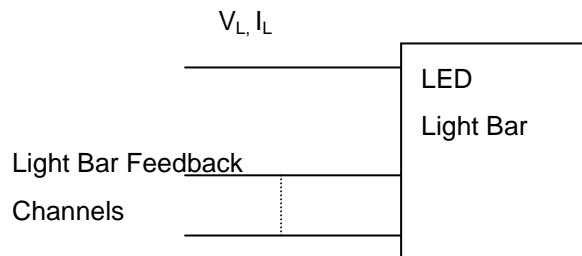 VL, IL
LED
Light Bar
Light Bar Feedback
Channels